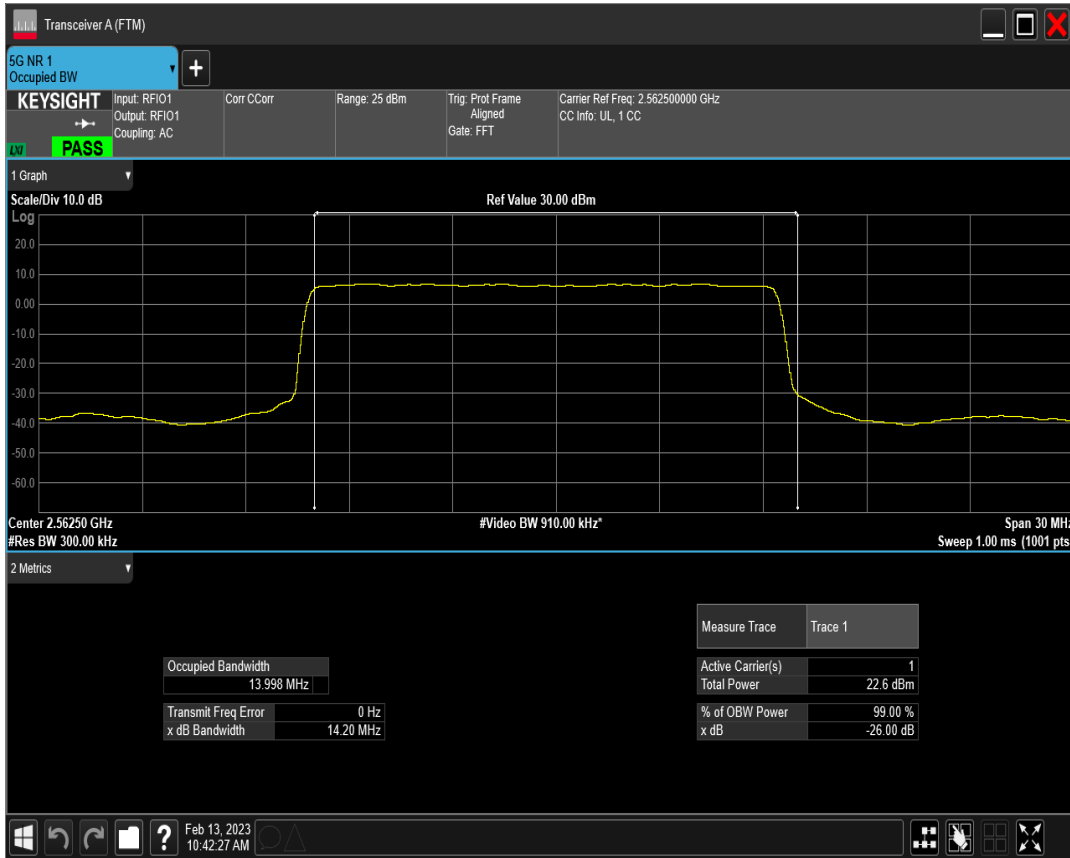 Transceiver A (FTM)
5G NR 1
Occupied BW
+
KEYSIGHT
Input: RFIO1
Output: RFIO1
Coupling: AC
LXI
PASS
Corr CCorr
Range: 25 dBm
Trig: Prot Frame
Aligned
Gate: FFT
Carrier Ref Freq: 2.562500000 GHz
CC Info: UL, 1 CC
1 Graph
Scale/Div 10.0 dB
Ref Value 30.00 dBm
Log
20.0
10.0
0.00
-10.0
-20.0
-30.0
-40.0
-50.0
-60.0
Center 2.56250 GHz
#Video BW 910.00 kHz*
Span 30 MHz
#Res BW 300.00 kHz
Sweep 1.00 ms (1001 pts
2 Metrics
Measure Trace Trace 1
Occupied Bandwidth
13.998 MHz
Active Carrier(s) 1
Total Power 22.6 dBm
Transmit Freq Error 0 Hz
x dB Bandwidth 14.20 MHz
% of OBW Power 99.00 %
x dB -26.00 dB
?
Feb 13, 2023
10:42:27 AM